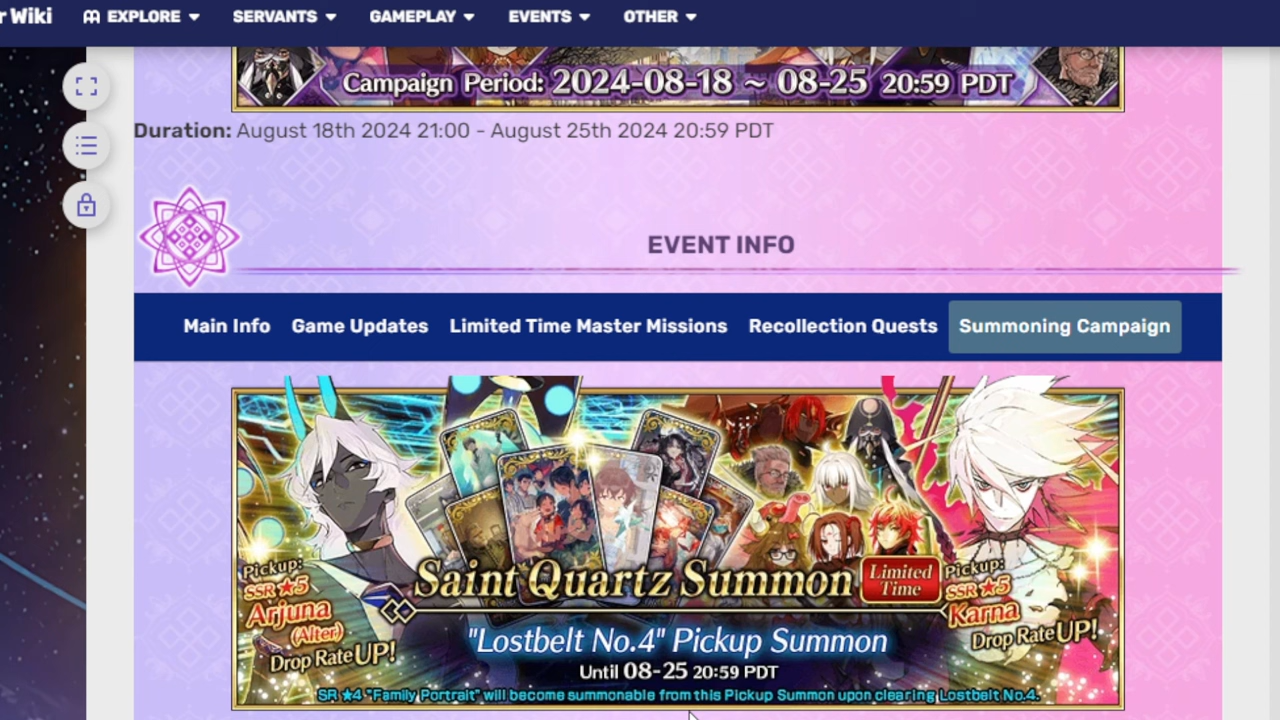 r Wiki EXPLORE SERVANTS GAMEPLAY EVENTS OTHER
Campaign Period: 2024-08-18 ~ 08-25 20:59 PDT
Duration: August 18th 2024 21:00 - August 25th 2024 20:59 PDT
EVENT INFO
Main Info Game Updates Limited Time Master Missions Recollection Quests Summoning Campaign
Pickup:
SSR ★5
Arjuna
(Alter)
Drop Rate UP!
Saint Quartz Summon
Limited
Time
"Lostbelt No.4" Pickup Summon
Until 08-25 20:59 PDT
Pickup:
SSR ★5
Karna
Drop Rate UP!
SR ★4 "Family Portrait" will become summonable from this Pickup Summon upon clearing Lostbelt No.4.